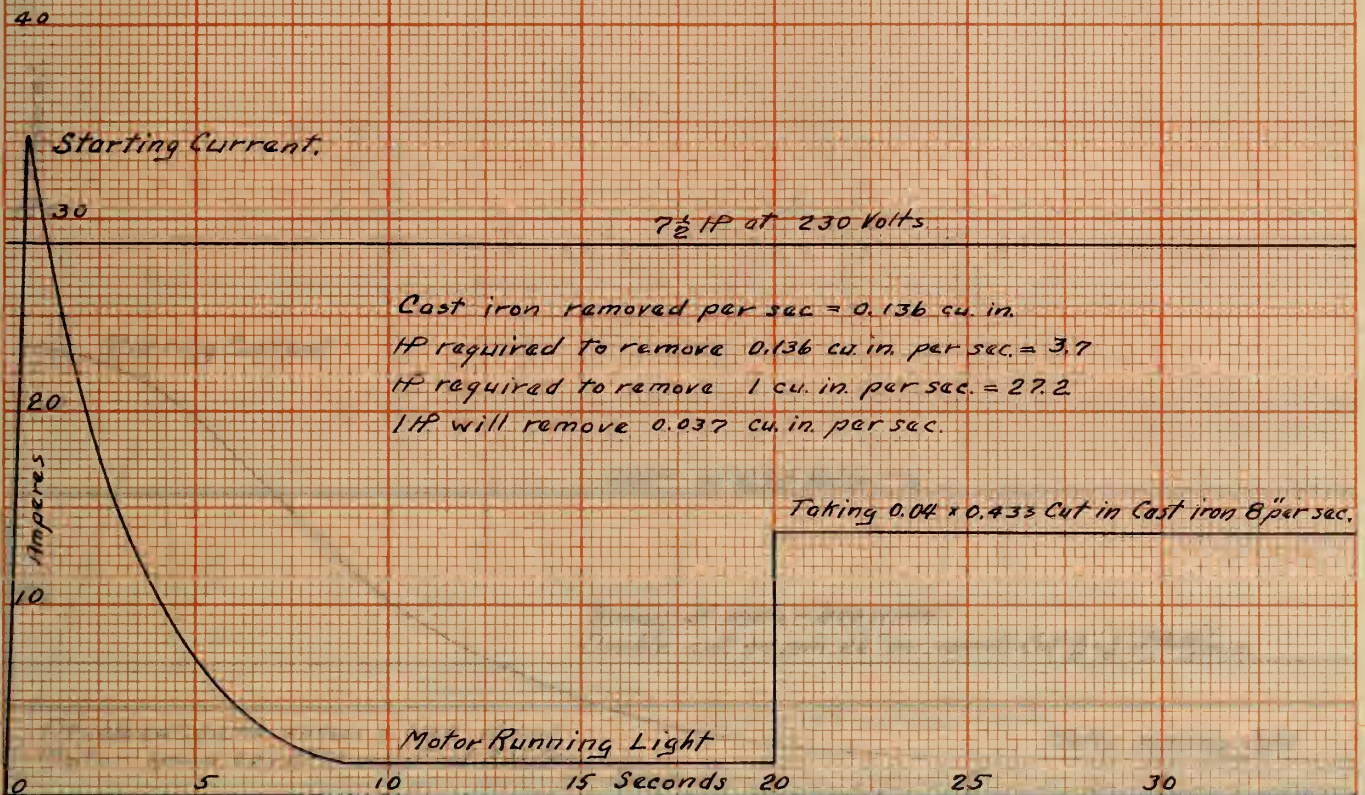 40
Starting Current.
30
7½ HP at 230 Volts
Cast iron removed per sec = 0.136 cu. in.
HP required to remove 0.136 cu. in. per sec. = 3.7
HP required to remove 1 cu. in. per sec. = 27.2
1 HP will remove 0.037 cu. in. per sec.
20
Amperes
Taking 0.04 x 0.433 Cut in Cast iron 8" per sec.
10
Motor Running Light
0 5 10 15 Seconds 20 25 30